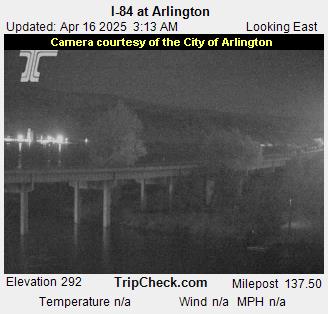 I-84 at Arlington
Updated: Apr 16 2025 3:13 AM Looking East
Camera courtesy of the City of Arlington
Elevation 292 TripCheck.com Milepost 137.50
Temperature n/a Wind n/a MPH n/a